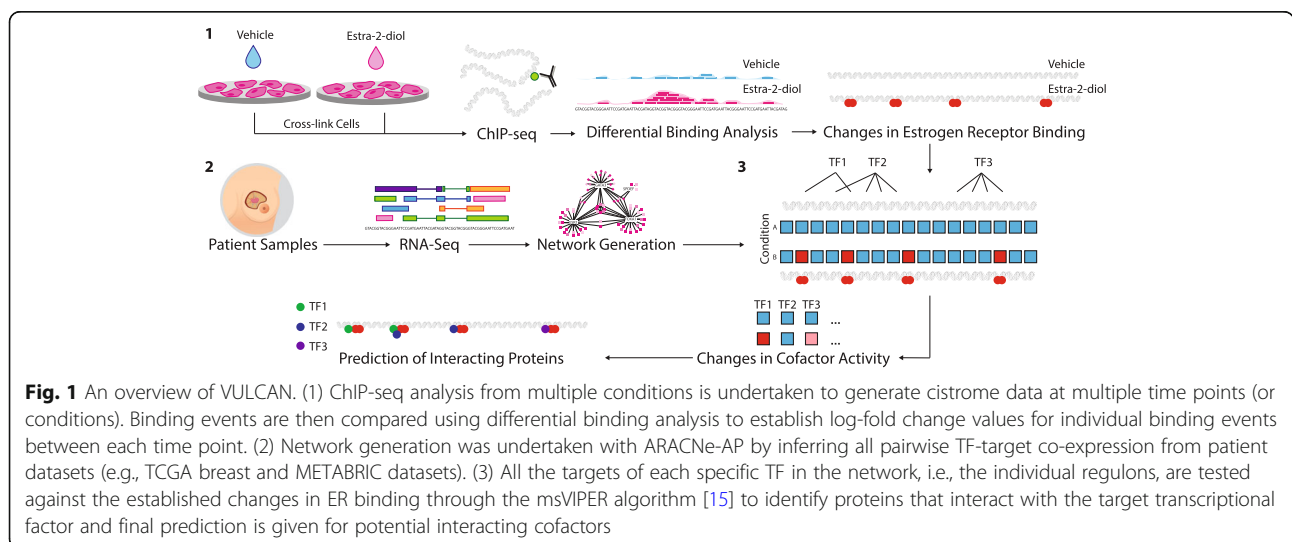 1
Vehicle
Estra-2-diol
Cross-link Cells
ChIP-seq
Vehicle
Estra-2-diol
Differential Binding Analysis
Vehicle
Estra-2-diol
Changes in Estrogen Receptor Binding
2
Patient Samples
RNA-Seq
Network Generation
3
TF1 TF2 TF3
Condition
A
B
TF1 TF2 TF3
...
...
Changes in Cofactor Activity
TF1
TF2
TF3
Prediction of Interacting Proteins
Fig. 1 An overview of VULCAN. (1) ChIP-seq analysis from multiple conditions is undertaken to generate cistrome data at multiple time points (or
conditions). Binding events are then compared using differential binding analysis to establish log-fold change values for individual binding events
between each time point. (2) Network generation was undertaken with ARACNe-AP by inferring all pairwise TF-target co-expression from patient
datasets (e.g., TCGA breast and METABRIC datasets). (3) All the targets of each specific TF in the network, i.e., the individual regulons, are tested
against the established changes in ER binding through the msVIPER algorithm [15] to identify proteins that interact with the target transcriptional
factor and final prediction is given for potential interacting cofactors